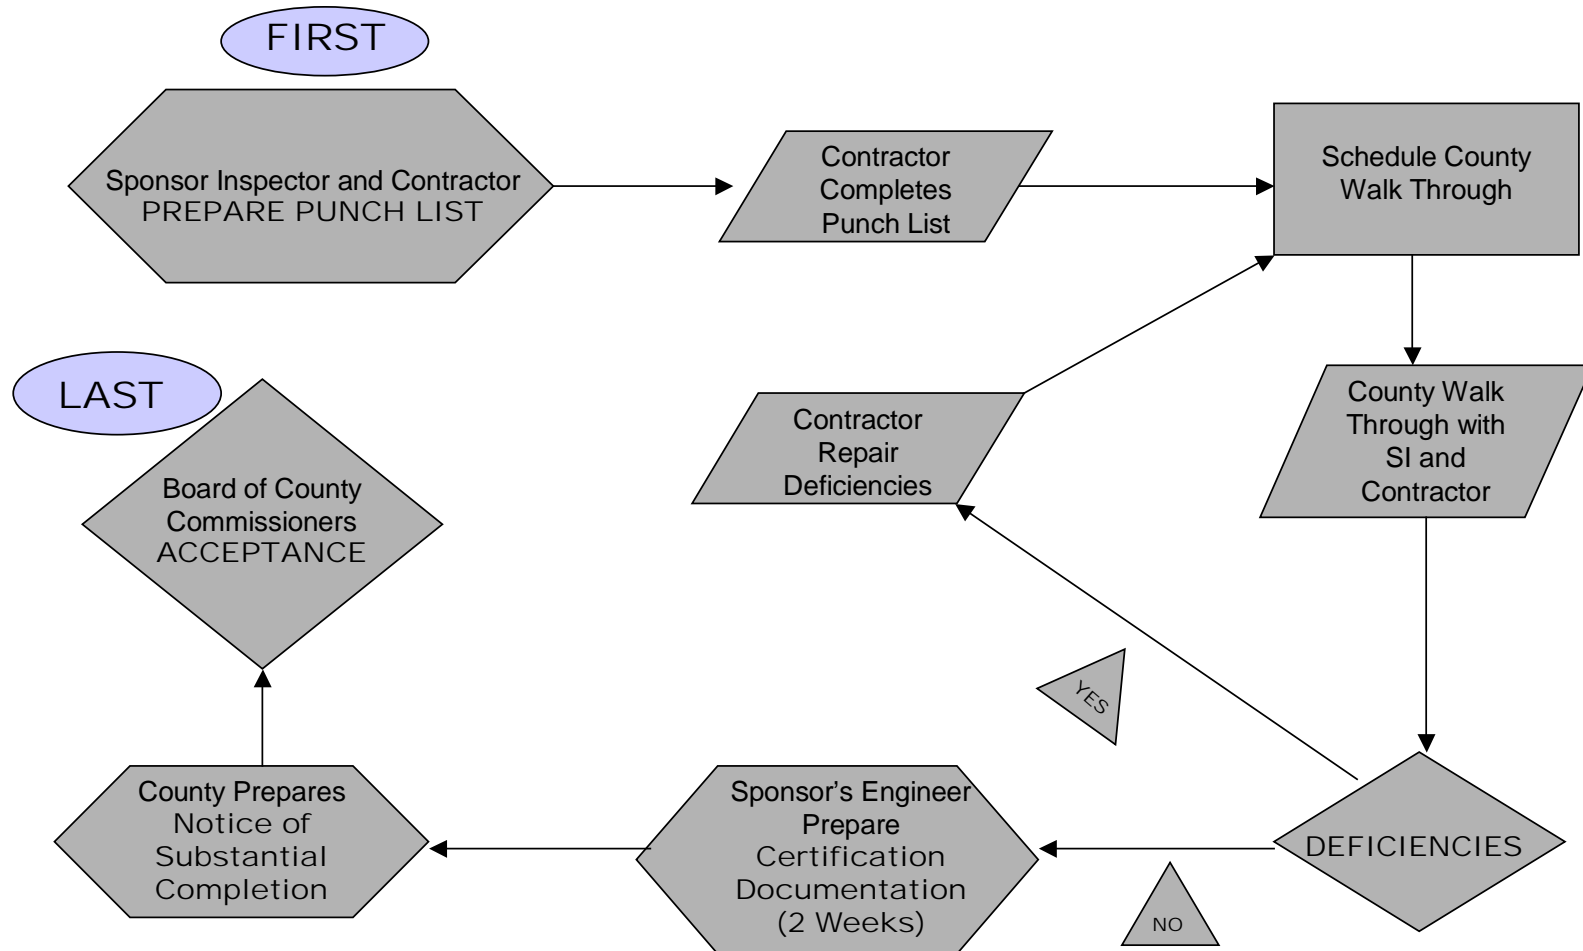 FIRST
Sponsor Inspector and Contractor
PREPARE PUNCH LIST
Contractor
Completes
Punch List
Schedule County
Walk Through
County Walk
Through with
SI and
Contractor
Contractor
Repair
Deficiencies
LAST
Board of County
Commissioners
ACCEPTANCE
YES
DEFICIENCIES
NO
Sponsor’s Engineer
Prepare
Certification
Documentation
(2 Weeks)
County Prepares
Notice of
Substantial
Completion